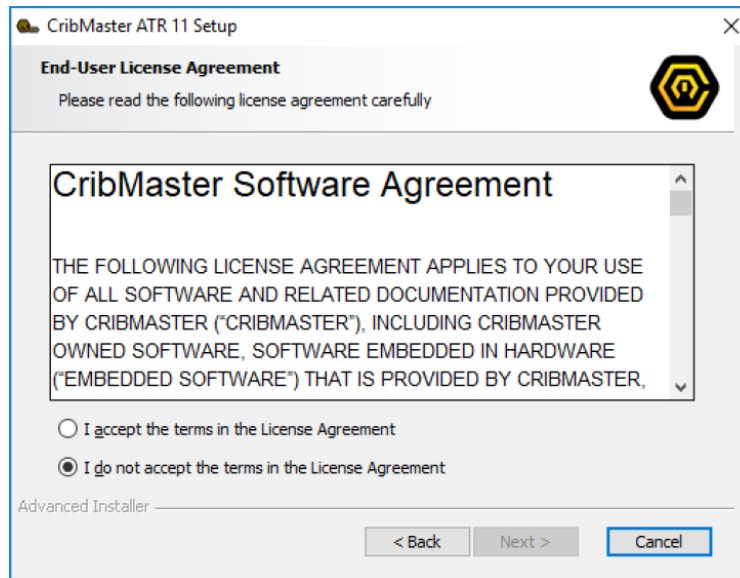 CribMaster ATR 11 Setup
End-User License Agreement
Please read the following license agreement carefully
CribMaster Software Agreement
THE FOLLOWING LICENSE AGREEMENT APPLIES TO YOUR USE
OF ALL SOFTWARE AND RELATED DOCUMENTATION PROVIDED
BY CRIBMASTER (“CRIBMASTER”), INCLUDING CRIBMASTER
OWNED SOFTWARE, SOFTWARE EMBEDDED IN HARDWARE
(“EMBEDDED SOFTWARE”) THAT IS PROVIDED BY CRIBMASTER,
I accept the terms in the License Agreement
I do not accept the terms in the License Agreement
Advanced Installer
< Back Next > Cancel